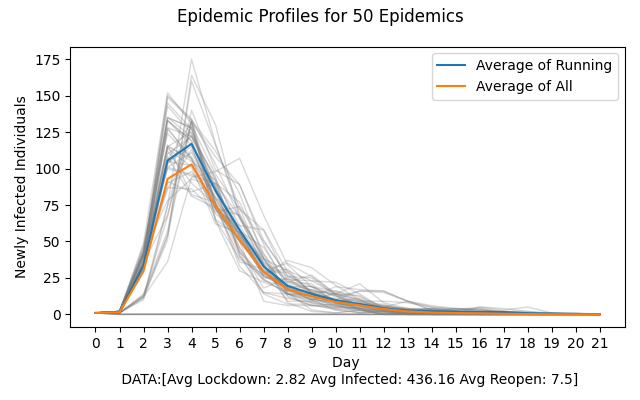 Epidemic Profiles for 50 Epidemics
Newly Infected Individuals
175
150
125
100
75
50
25
0
Average of Running
Average of All
0 1 2 3 4 5 6 7 8 9 10 11 12 13 14 15 16 17 18 19 20 21
Day
DATA:[Avg Lockdown: 2.82 Avg Infected: 436.16 Avg Reopen: 7.5]